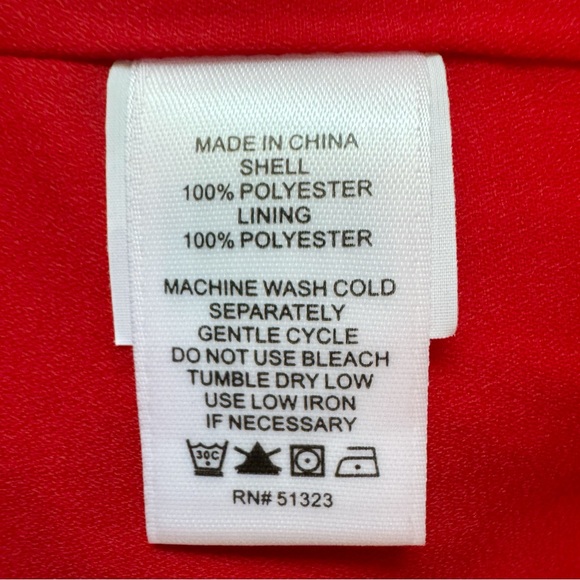 MADE IN CHINA
SHELL
100% POLYESTER
LINING
100% POLYESTER
MACHINE WASH COLD
SEPARATELY
GENTLE CYCLE
DO NOT USE BLEACH
TUMBLE DRY LOW
USE LOW IRON
IF NECESSARY
30C
RN# 51323